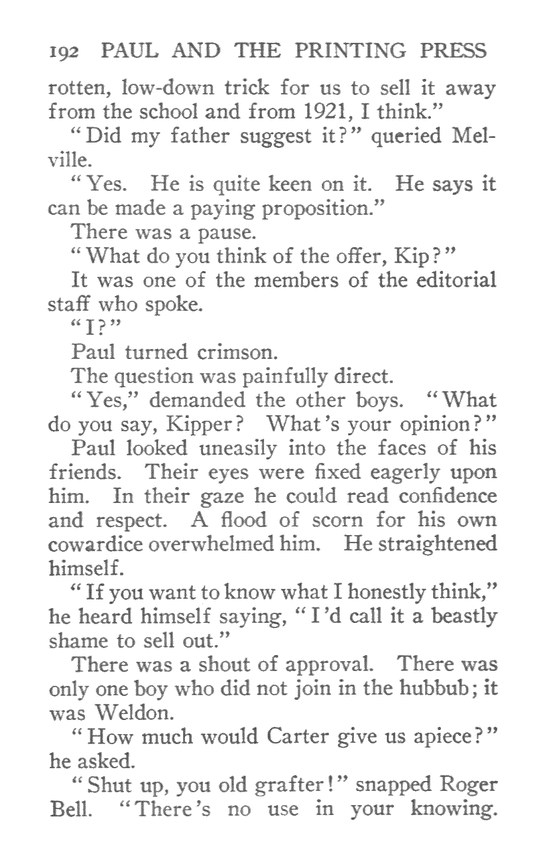 192 PAUL AND THE PRINTING PRESS
rotten, low-down trick for us to sell it away
from the school and from 1921, I think.”
“Did my father suggest it?” queried Mel-
ville.
“Yes. He is quite keen on it. He says it
can be made a paying proposition.”
There was a pause.
“What do you think of the offer, Kip?”
It was one of the members of the editorial
staff who spoke.
“I?”
Paul turned crimson.
The question was painfully direct.
“Yes,” demanded the other boys. “What
do you say, Kipper? What’s your opinion?”
Paul looked uneasily into the faces of his
friends. Their eyes were fixed eagerly upon
him. In their gaze he could read confidence
and respect. A flood of scorn for his own
cowardice overwhelmed him. He straightened
himself.
“If you want to know what I honestly think,”
he heard himself saying, “I’d call it a beastly
shame to sell out.”
There was a shout of approval. There was
only one boy who did not join in the hubbub; it
was Weldon.
“How much would Carter give us apiece?”
he asked.
“Shut up, you old grafter!” snapped Roger
Bell. “There’s no use in your knowing.